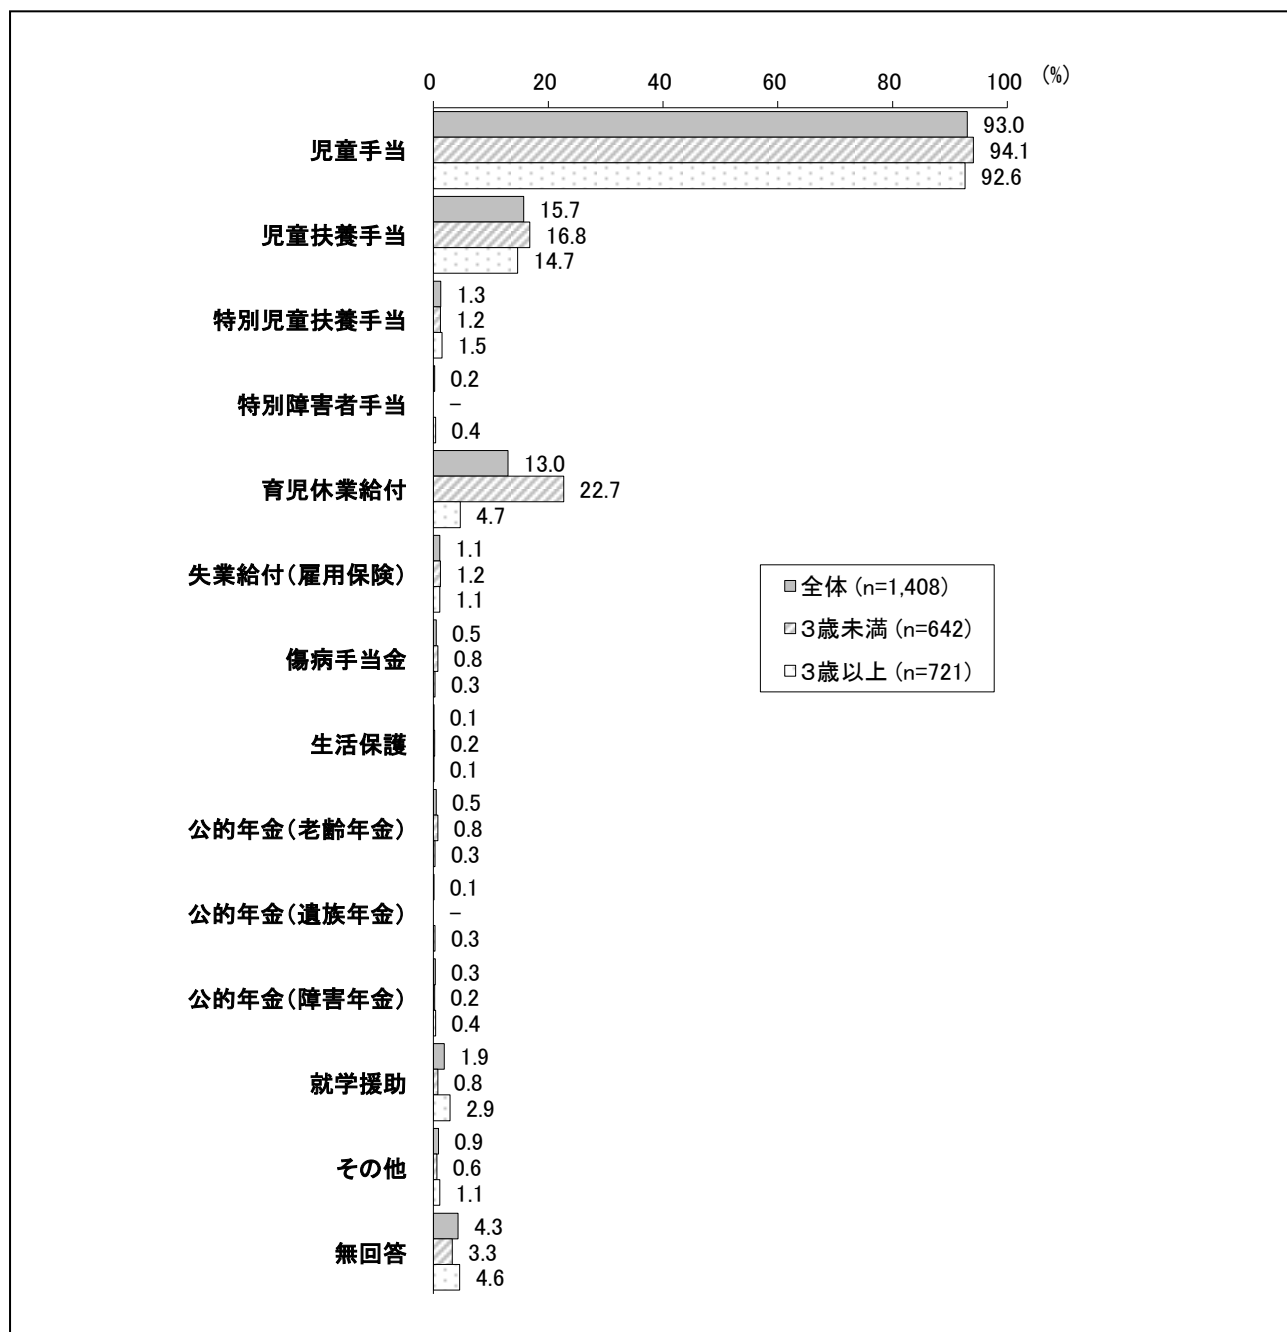 0 20 40 60 80 100 (%)
児童手当
93.0
94.1
92.6
児童扶養手当
15.7
16.8
14.7
特別児童扶養手当
1.3
1.2
1.5
特別障害者手当
0.2
–
0.4
育児休業給付
13.0
22.7
4.7
失業給付(雇用保険)
1.1
1.2
1.1
傷病手当金
0.5
0.8
0.3
生活保護
0.1
0.2
0.1
公的年金(老齢年金)
0.5
0.8
0.3
公的年金(遺族年金)
0.1
–
0.3
公的年金(障害年金)
0.3
0.2
0.4
就学援助
1.9
0.8
2.9
その他
0.9
0.6
1.1
無回答
4.3
3.3
4.6
全体 (n=1,408)
3歳未満 (n=642)
3歳以上 (n=721)